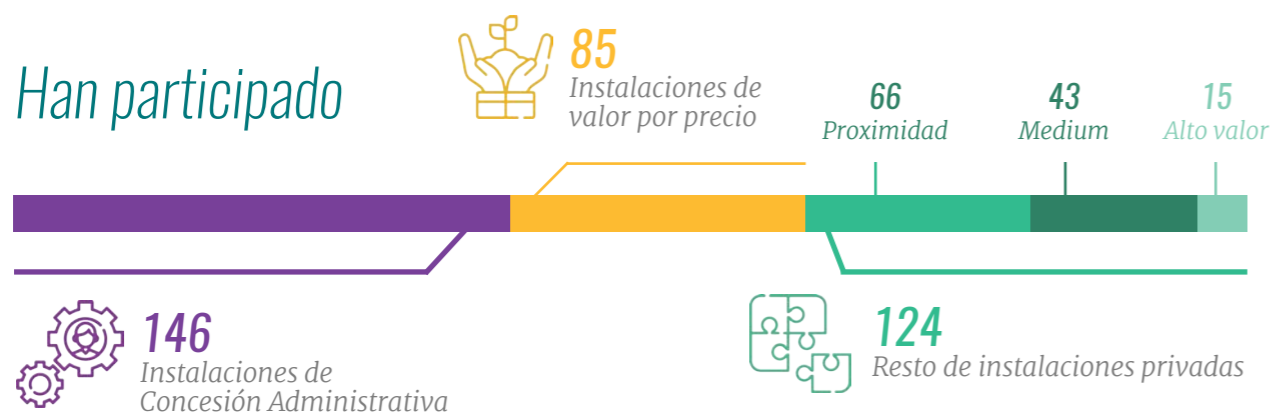 Han participado
85
Instalaciones de
valor por precio
66
Proximidad
43
Medium
15
Alto valor
146
Instalaciones de
Concesión Administrativa
124
Resto de instalaciones privadas